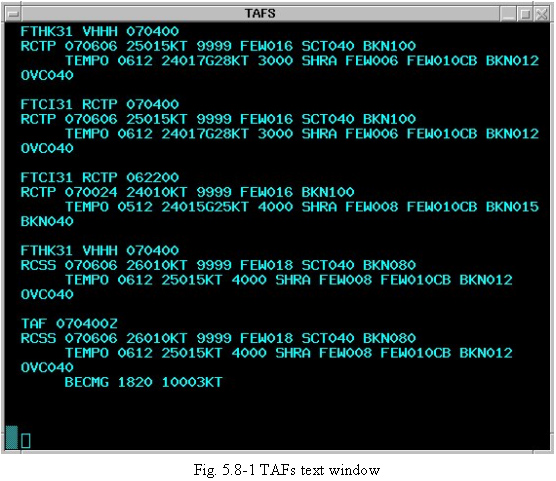 TAFS
FTHK31 VHHH 070400
RCTP 070606 25015KT 9999 FEW016 SCT040 BKN100
TEMPO 0612 24017G28KT 3000 SHRA FEW006 FEW010CB BKN012
OVC040
FTCI31 RCTP 070400
RCTP 070606 25015KT 9999 FEW016 SCT040 BKN100
TEMPO 0612 24017G28KT 3000 SHRA FEW006 FEW010CB BKN012
OVC040
FTCI31 RCTP 062200
RCTP 070024 24010KT 9999 FEW016 BKN100
TEMPO 0512 24015G25KT 4000 SHRA FEW008 FEW010CB BKN015
BKN040
FTHK31 VHHH 070400
RCSS 070606 26010KT 9999 FEW018 SCT040 BKN080
TEMPO 0612 25015KT 4000 SHRA FEW008 FEW010CB BKN012
OVC040
TAF 070400Z
RCSS 070606 26010KT 9999 FEW018 SCT040 BKN080
TEMPO 0612 25015KT 4000 SHRA FEW008 FEW010CB BKN012
OVC040
BECMG 1820 10003KT
Fig. 5.8-1 TAFs text window